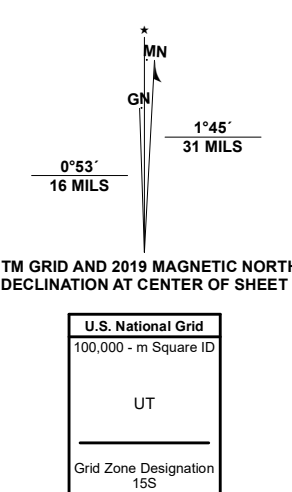 ★
MN
GN
1°45´
31 MILS
0°53´
16 MILS
TM GRID AND 2019 MAGNETIC NORTH
DECLINATION AT CENTER OF SHEET
U.S. National Grid
100,000 - m Square ID
UT
Grid Zone Designation
15S